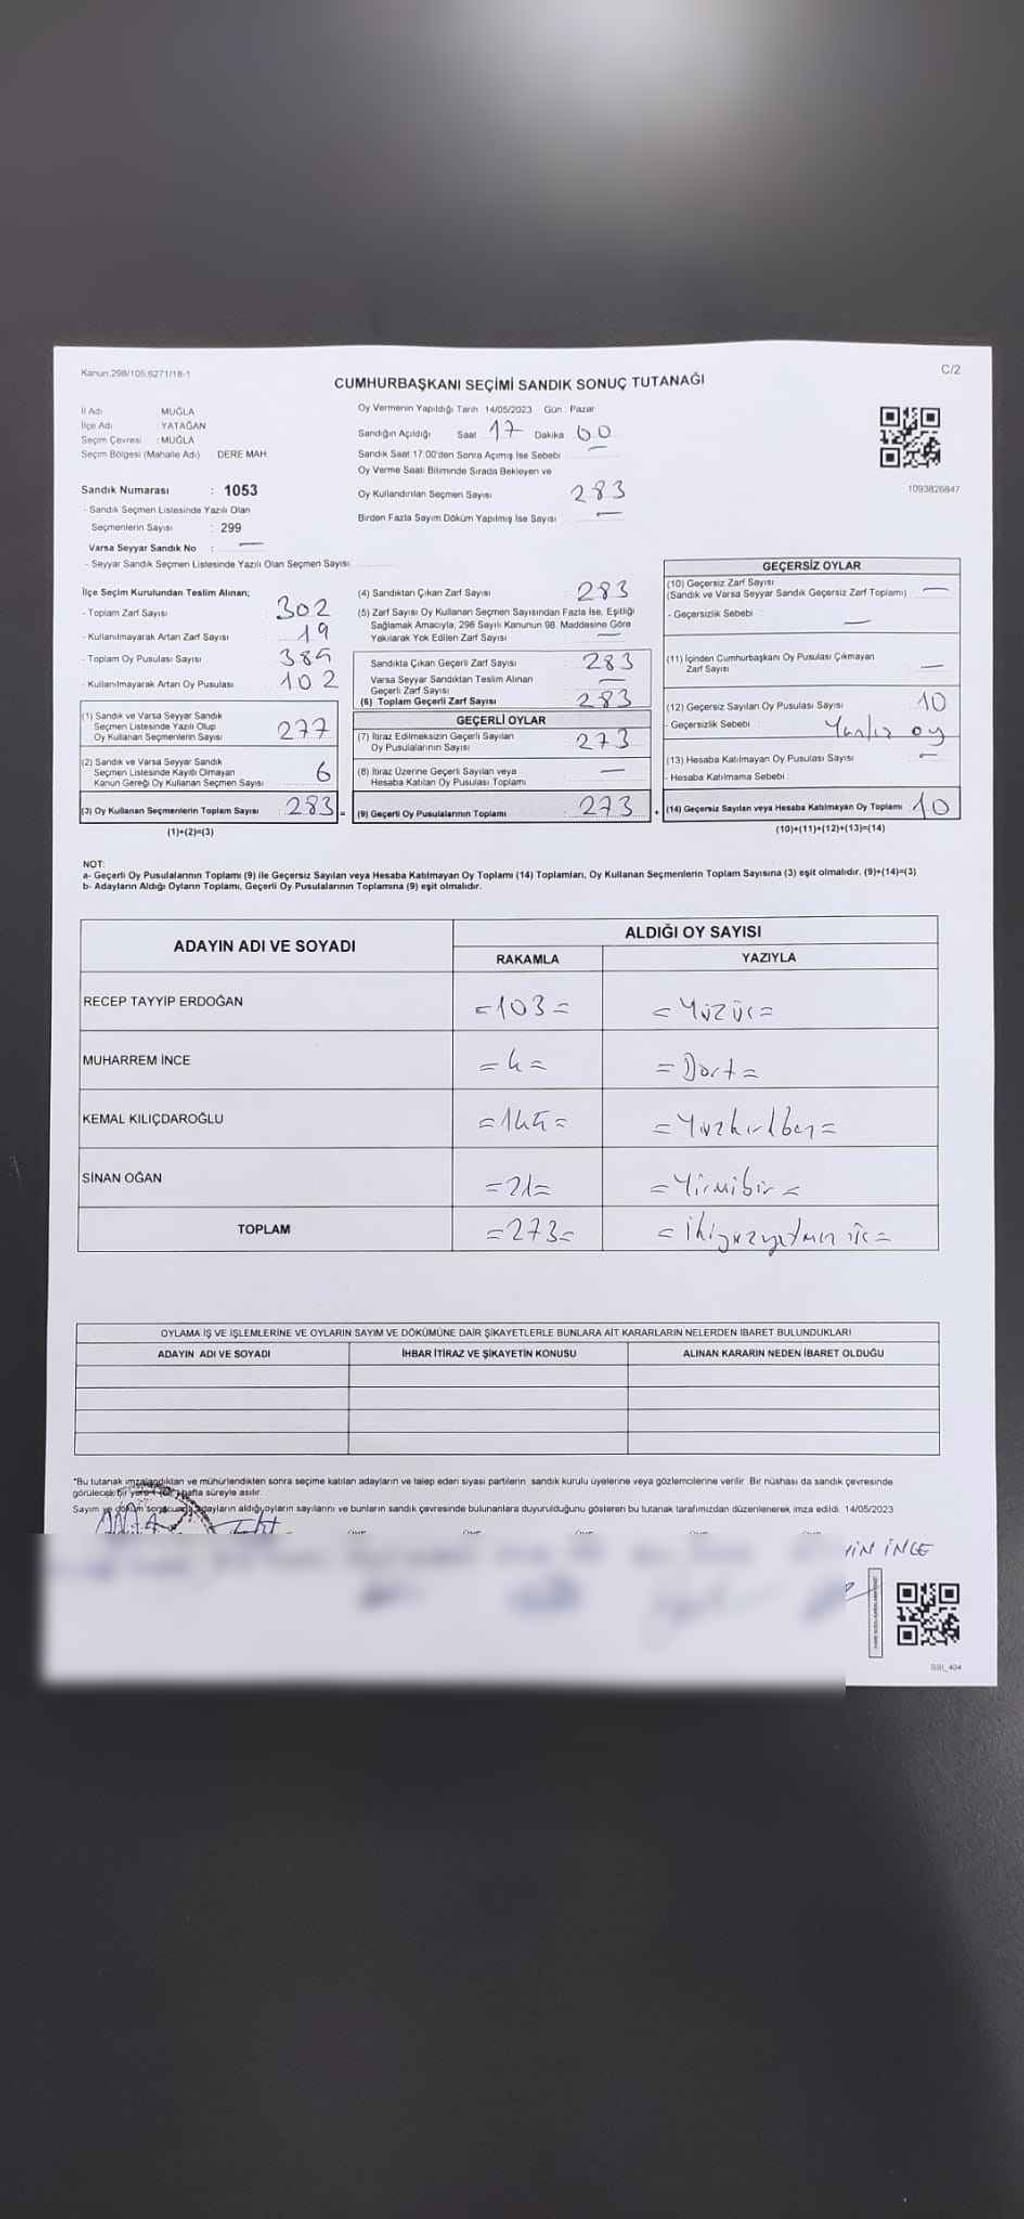 Kanun.298/105,6271/18-1
C/2
CUMHURBAŞKANI SEÇİMİ SANDIK SONUÇ TUTANAĞI
İl Adı : MUĞLA
İlçe Adı : YATAĞAN
Seçim Çevresi : MUĞLA
Seçim Bölgesi (Mahalle Adı) DERE MAH.
Sandık Numarası : 1053
- Sandık Seçmen Listesinde Yazılı Olan
Seçmenlerin Sayısı : 299
Varsa Seyyar Sandık No : —
- Seyyar Sandık Seçmen Listesinde Yazılı Olan Seçmen Sayısı
Oy Vermenin Yapıldığı Tarih 14/05/2023 Gün : Pazar
Sandığın Açıldığı Saat 17 Dakika 00
Sandık Saat 17.00'den Sonra Açımış İse Sebebi —
Oy Verme Saati Bitiminde Sırada Bekleyen ve
Oy Kullandırılan Seçmen Sayısı 283
Birden Fazla Sayım Döküm Yapılmış İse Sayısı —
1093826847
İlçe Seçim Kurulundan Teslim Alınan;
- Toplam Zarf Sayısı 302
- Kullanılmayarak Artan Zarf Sayısı 19
- Toplam Oy Pusulası Sayısı 385
- Kullanılmayarak Artan Oy Pusulası 102
(1) Sandık ve Varsa Seyyar Sandık
Seçmen Listesinde Yazılı Olup
Oy Kullanan Seçmenlerin Sayısı 277
(2) Sandık ve Varsa Seyyar Sandık
Seçmen Listesinde Kayıtlı Olmayan
Kanun Gereği Oy Kullanan Seçmen Sayısı 6
(3) Oy Kullanan Seçmenlerin Toplam Sayısı 283 =
(1)+(2)=(3)
(4) Sandıktan Çıkan Zarf Sayısı 283
(5) Zarf Sayısı Oy Kullanan Seçmen Sayısından Fazla İse, Eşitliği
Sağlamak Amacıyla, 298 Sayılı Kanunun 98. Maddesine Göre
Yakılarak Yok Edilen Zarf Sayısı —
Sandıkta Çıkan Geçerli Zarf Sayısı 283
Varsa Seyyar Sandıktan Teslim Alınan
Geçerli Zarf Sayısı —
(6) Toplam Geçerli Zarf Sayısı 283
GEÇERLİ OYLAR
(7) İtiraz Edilmeksizin Geçerli Sayılan
Oy Pusulalarının Sayısı 273
(8) İtiraz Üzerine Geçerli Sayılan veya
Hesaba Katılan Oy Pusulası Toplamı —
(9) Geçerli Oy Pusulalarının Toplamı 273 +
GEÇERSİZ OYLAR
(10) Geçersiz Zarf Sayısı
(Sandık ve Varsa Seyyar Sandık Geçersiz Zarf Toplamı) —
- Geçersizlik Sebebi : —
(11) İçinden Cumhurbaşkanı Oy Pusulası Çıkmayan
Zarf Sayısı —
(12) Geçersiz Sayılan Oy Pusulası Sayısı 10
- Geçersizlik Sebebi : Yanlış oy
(13) Hesaba Katılmayan Oy Pusulası Sayısı —
- Hesaba Katılmama Sebebi
(14) Geçersiz Sayılan veya Hesaba Katılmayan Oy Toplamı 10
(10)+(11)+(12)+(13)=(14)
NOT:
a- Geçerli Oy Pusulalarının Toplamı (9) ile Geçersiz Sayılan veya Hesaba Katılmayan Oy Toplamı (14) Toplamları, Oy Kullanan Seçmenlerin Toplam Sayısına (3) eşit olmalıdır. (9)+(14)=(3)
b- Adayların Aldığı Oyların Toplamı, Geçerli Oy Pusulalarının Toplamına (9) eşit olmalıdır.
ADAYIN ADI VE SOYADI
ALDIĞI OY SAYISI
RAKAMLA YAZIYLA
RECEP TAYYİP ERDOĞAN =103= =Yüzüç=
MUHARREM İNCE =4= =Dört=
KEMAL KILIÇDAROĞLU =145= =Yüzkırkbeş=
SİNAN OĞAN =21= =Yirmibir=
TOPLAM =273= =ikiyüzyetmiş üç=
OYLAMA İŞ VE İŞLEMLERİNE VE OYLARIN SAYIM VE DÖKÜMÜNE DAİR ŞİKAYETLERLE BUNLARA AİT KARARLARIN NELERDEN İBARET BULUNDUKLARI
ADAYIN ADI VE SOYADI İHBAR İTİRAZ VE ŞİKAYETİN KONUSU ALINAN KARARIN NEDEN İBARET OLDUĞU
*Bu tutanak imzalandıktan ve mühürlendikten sonra seçime katılan adayların ve talep eden siyasi partilerin sandık kurulu üyelerine veya gözlemcilerine verilir. Bir nüshası da sandık çevresinde
görülecek bir yere 1 (bir) hafta süreyle asılır.
Sayım ve döküm sonucunda adayların aldığı oyların sayılarını ve bunların sandık çevresinde bulunanlara duyurulduğunu gösteren bu tutanak tarafımızdan düzenlenerek imza edildi. 14/05/2023
İNCE